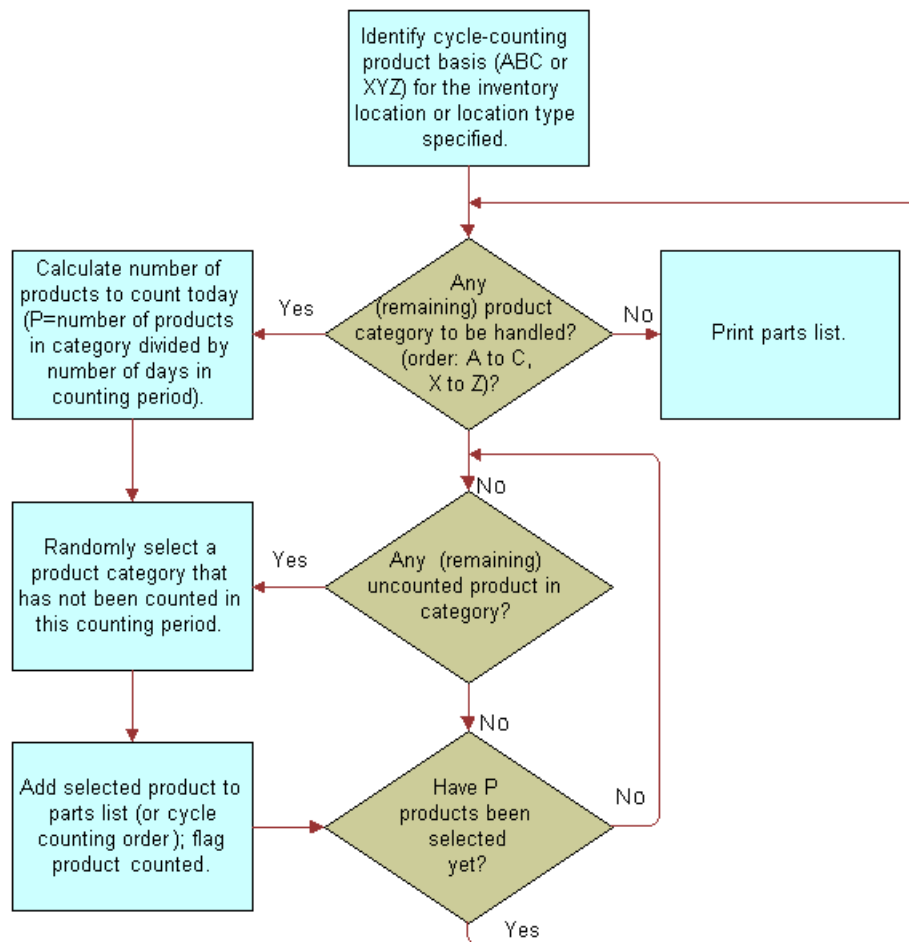 Identify cycle-counting
product basis (ABC or
XYZ) for the inventory
location or location type
specified.
Calculate number of
products to count today
(P=number of products
in category divided by
number of days in
counting period).
Yes
Any
(remaining) product
category to be handled?
(order: A to C,
X to Z)?
No
Print parts list.
No
Randomly select a
product category that
has not been counted in
this counting period.
Yes
Any (remaining)
uncounted product in
category?
No
Add selected product to
parts list (or cycle
counting order); flag
product counted.
Have P
products been
selected
yet?
No
Yes